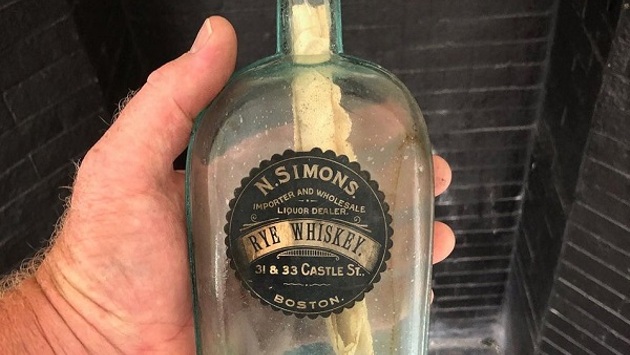 N. SIMONS.
IMPORTER AND WHOLESALE
LIQUOR DEALER.
RYE WHISKEY.
31 & 33 CASTLE ST.,
BOSTON.